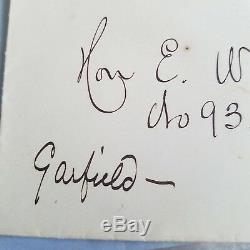 Hon E. W
No 93
Garfield—